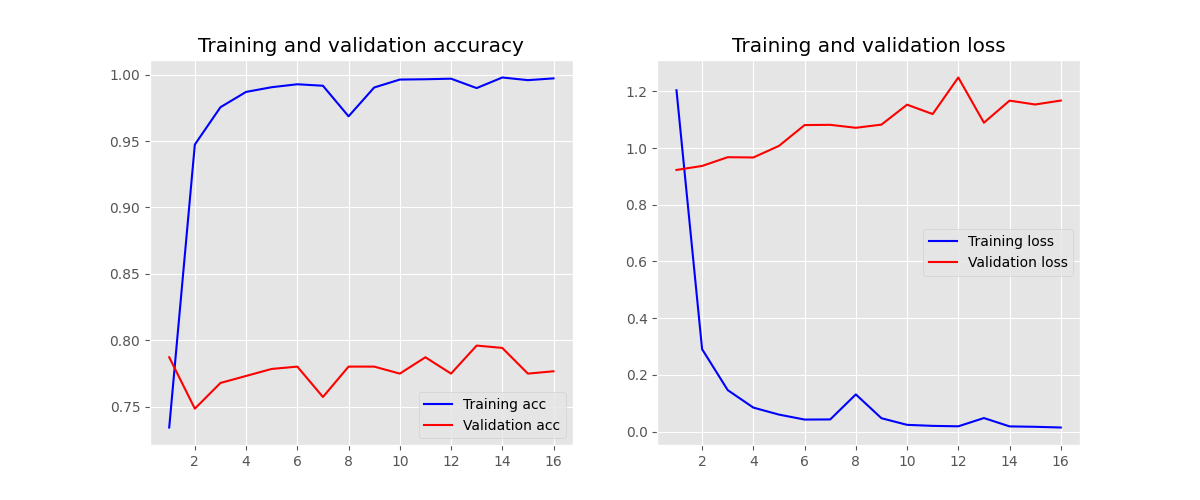 Training and validation accuracy
1.00
0.95
0.90
0.85
0.80
0.75
2 4 6 8 10 12 14 16
Training acc
Validation acc
Training and validation loss
1.2
1.0
0.8
0.6
0.4
0.2
0.0
2 4 6 8 10 12 14 16
Training loss
Validation loss